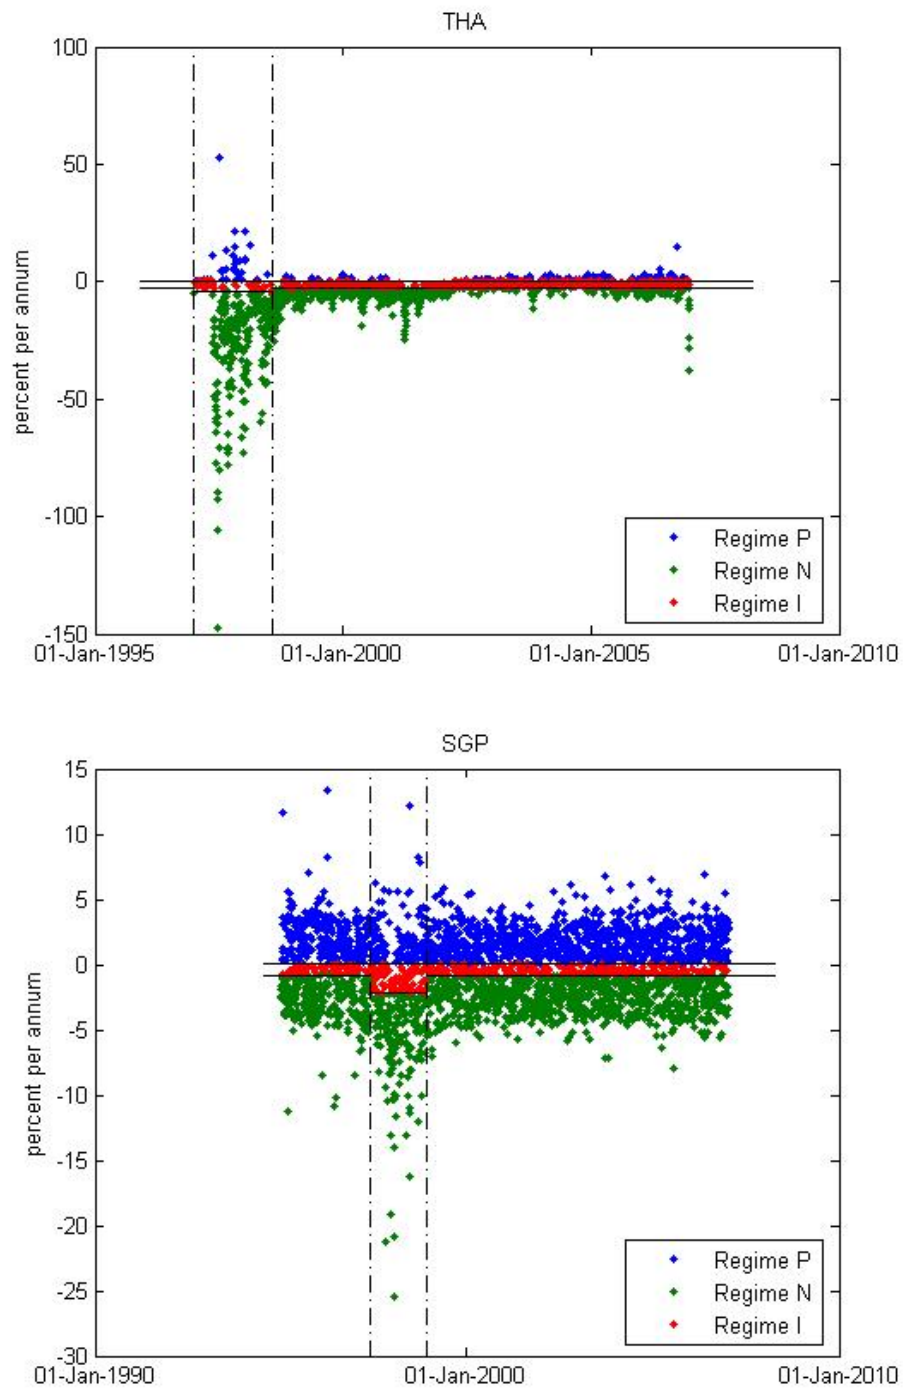 THA
100
50
0
-50
-100
-150
percent per annum
Regime P
Regime N
Regime I
01-Jan-1995 01-Jan-2000 01-Jan-2005 01-Jan-2010
SGP
15
10
5
0
-5
-10
-15
-20
-25
-30
percent per annum
Regime P
Regime N
Regime I
01-Jan-1990 01-Jan-2000 01-Jan-2010